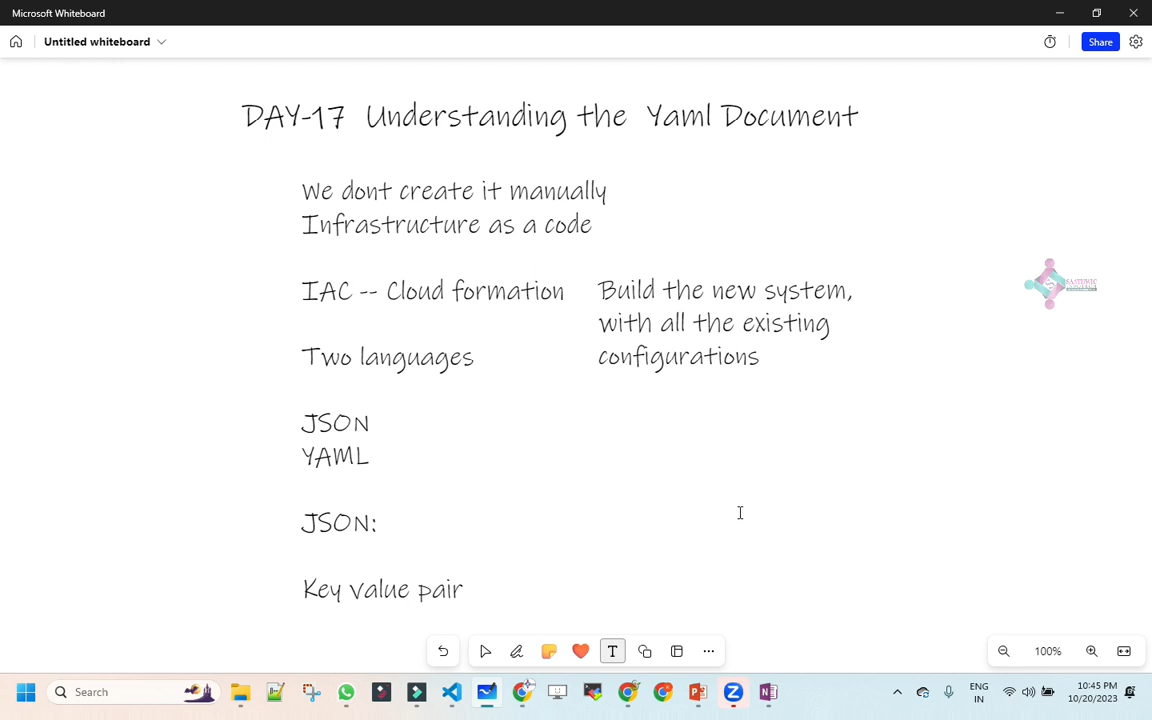 Microsoft Whiteboard
Untitled whiteboard
Share
DAY-17 Understanding the Yaml Document
We dont create it manually
Infrastructure as a code
IAC -- Cloud formation
Build the new system,
with all the existing
configurations
Two languages
JSON
YAML
JSON:
Key value pair
100%
Search
ENG
IN
10:45 PM
10/20/2023